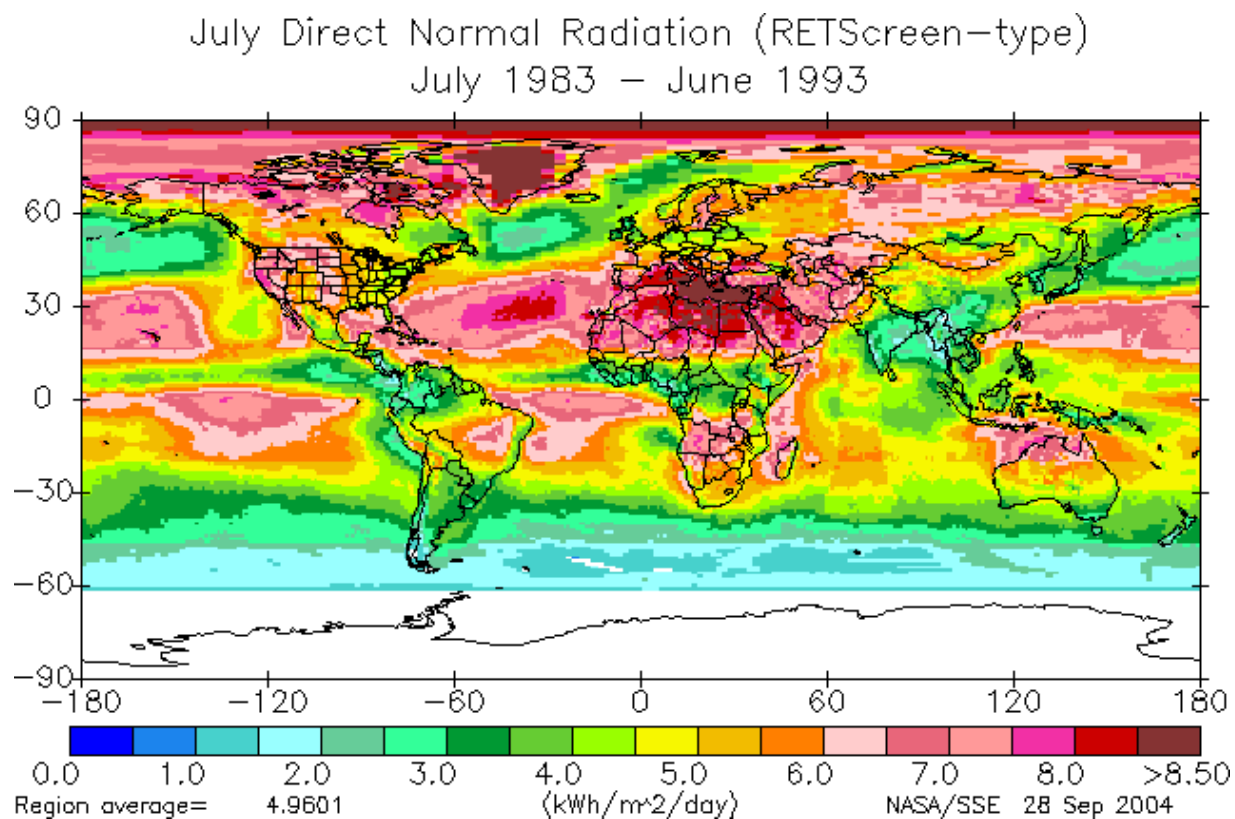 July Direct Normal Radiation (RETScreen-type)
July 1983 - June 1993
90
60
30
0
-30
-60
-90
-180 -120 -60 0 60 120 180
0.0 1.0 2.0 3.0 4.0 5.0 6.0 7.0 8.0 >8.50
Region average= 4.9601 (kWh/m^2/day) NASA/SSE 28 Sep 2004